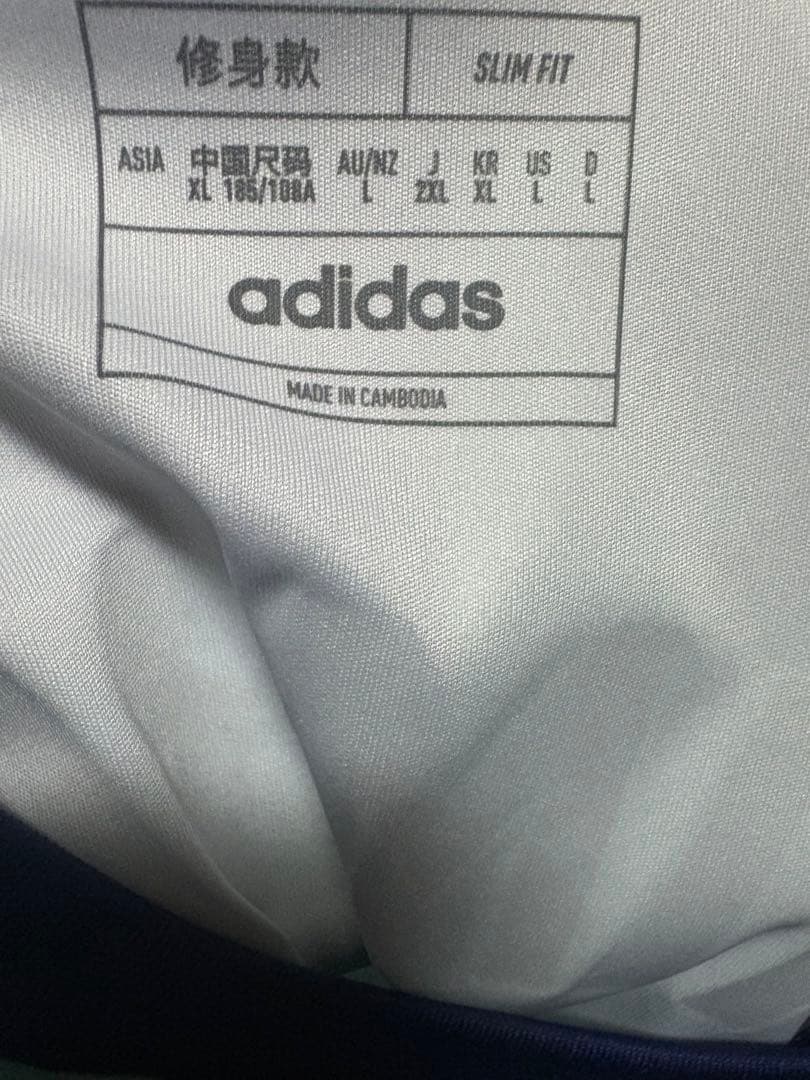 修身款 SLIM FIT
ASIA 中國尺码 AU/NZ J KR US D
XL 185/108A L 2XL XL L L
adidas
MADE IN CAMBODIA